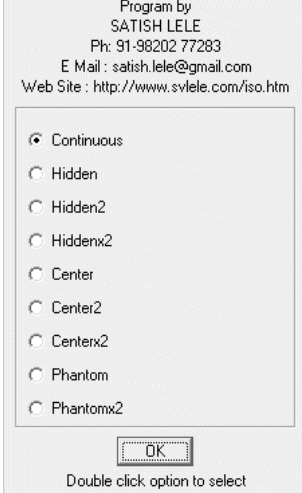 Program by
SATISH LELE
Ph: 91-98202 77283
E Mail : satish.lele@gmail.com
Web Site : http://www.svlele.com/iso.htm
Continuous
Hidden
Hidden2
Hiddenx2
Center
Center2
Centerx2
Phantom
Phantomx2
OK
Double click option to select